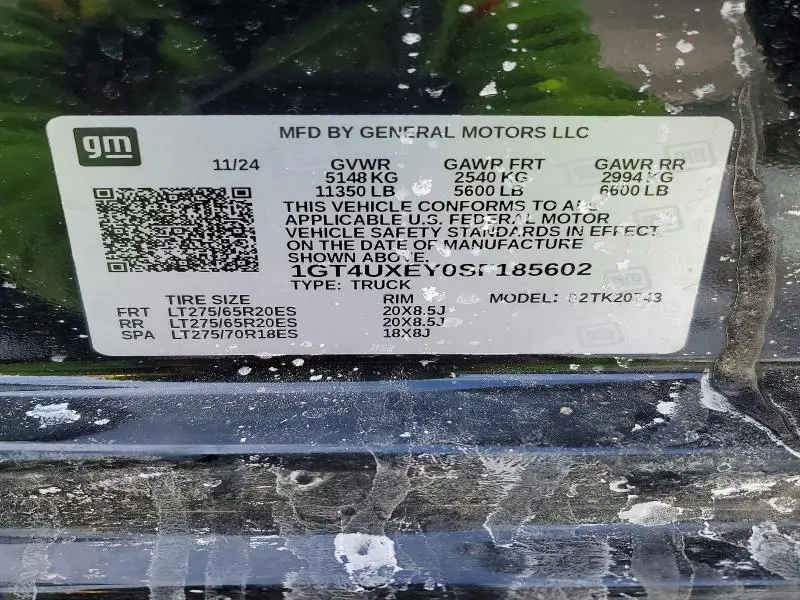 gm
MFD BY GENERAL MOTORS LLC
11/24 GVWR GAWR FRT GAWR RR
5148 KG 2540 KG 2994 KG
11350 LB 5600 LB 6600 LB
THIS VEHICLE CONFORMS TO ALL
APPLICABLE U.S. FEDERAL MOTOR
VEHICLE SAFETY STANDARDS IN EFFECT
ON THE DATE OF MANUFACTURE
SHOWN ABOVE.
1GT4UXEY0SF185602
TYPE: TRUCK MODEL:
TIRE SIZE RIM
FRT LT275/65R20ES 20X8.5J
RR LT275/65R20ES 20X8.5J
SPA LT275/70R18ES 18X8J